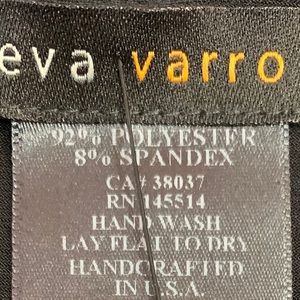 eva varro
92% POLYESTER
8% SPANDEX
CA# 38037
RN 145514
HAND WASH
LAY FLAT TO DRY
HANDCRAFTED
IN U.S.A.